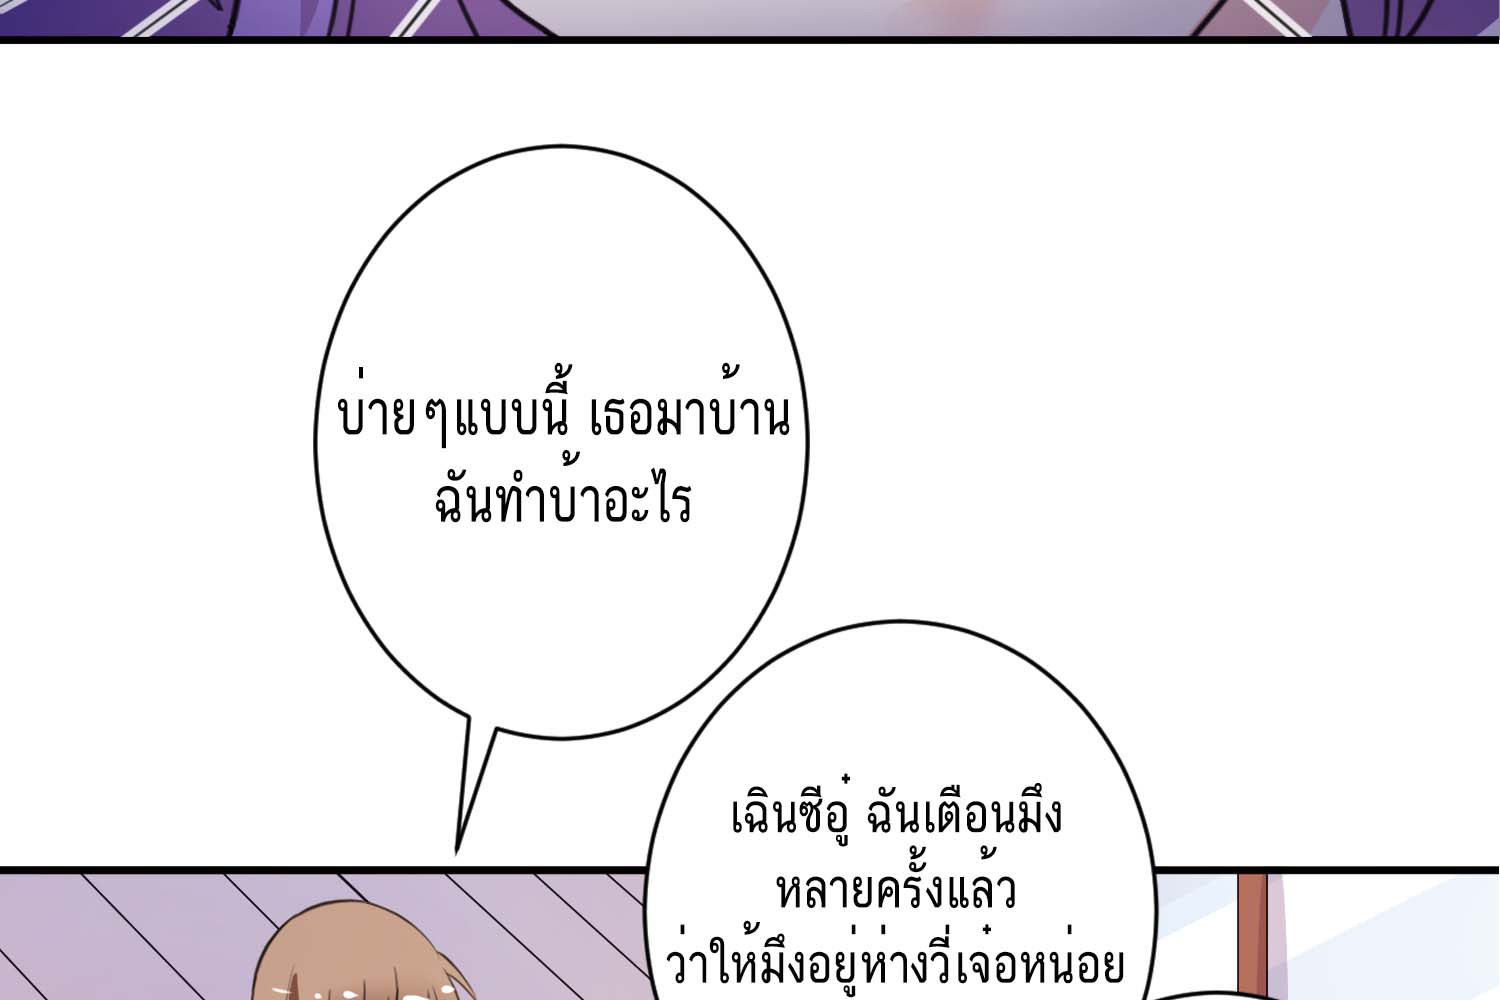 บ่ายๆแบบนี้ เธอมาบ้าน
ฉันทำบ้าอะไร
เฉินซีอู๋ ฉันเตือนมึง
หลายครั้งแล้ว
ว่าให้มึงอยู่ห่างวี่เจ๋อหน่อย